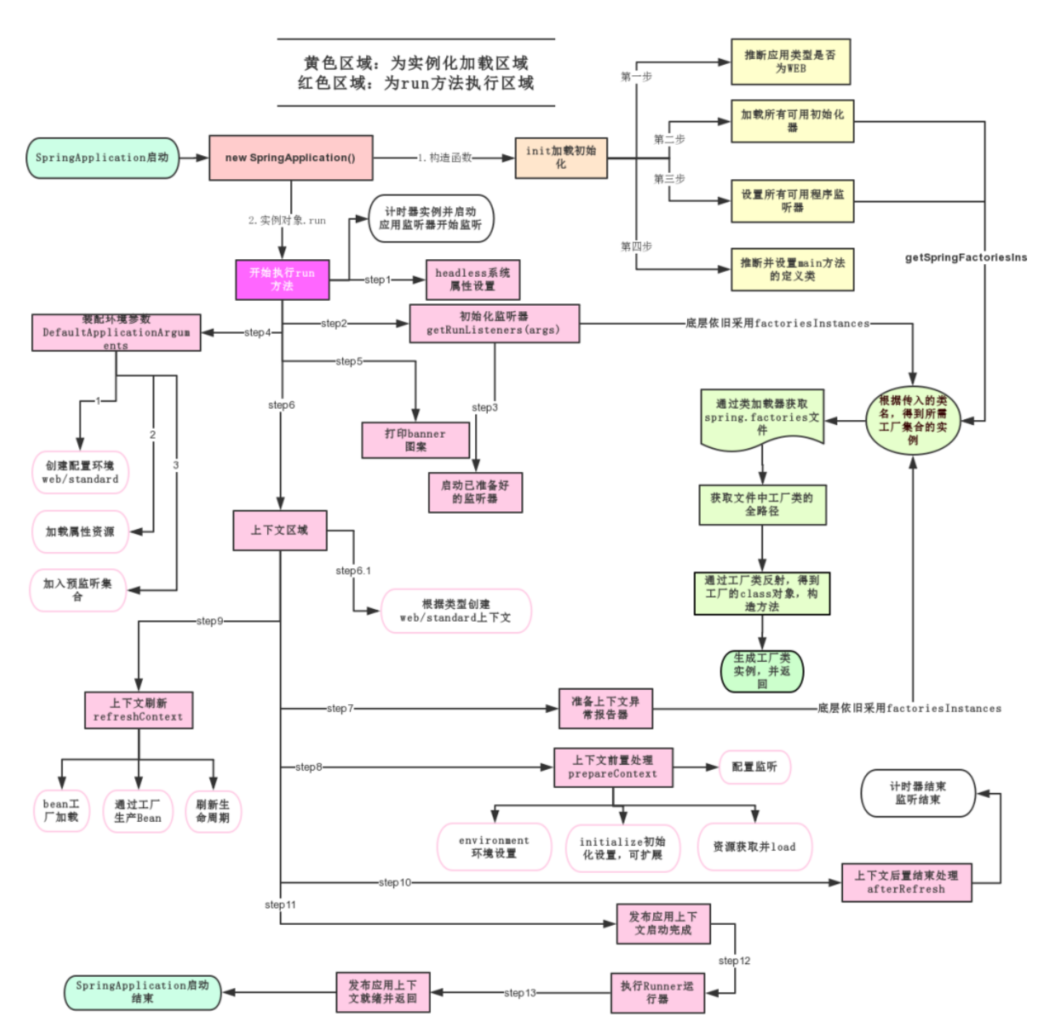 黄色区域：为实例化加载区域
红色区域：为run方法执行区域
SpringApplication启动
new SpringApplication()
1.构造函数
init加载初始
化
第一步
推断应用类型是否
为WEB
第二步
加载所有可用初始化
器
第三步
设置所有可用程序监
听器
第四步
推断并设置main方法
的定义类
getSpringFactoriesIns
2.实例对象.run
计时器实例并启动
应用监听器开始监听
开始执行run
方法
step1
headless系统
属性设置
step2
初始化监听器
getRunListeners(args)
底层依旧采用factoriesInstances
step3
启动已准备好
的监听器
step4
装配环境参数
DefaultApplicationArgum
ents
1
创建配置环境
web/standard
2
加载属性资源
3
加入预监听集
合
step5
打印banner
图案
step6
上下文区域
step6.1
根据类型创建
web/standard上下文
根据传入的类
名，得到所需
工厂集合的实
例
通过类加载器获取
spring.factories文
件
获取文件中工厂类的
全路径
通过工厂类反射，得到
工厂的class对象，构
造方法
生成工厂类
实例，并返
回
step7
准备上下文异
常报告器
底层依旧采用factoriesInstances
step8
上下文前置处理
prepareContext
配置监听
environment
环境设置
initialize初始
化设置，可扩展
资源获取并load
step9
上下文刷新
refreshContext
bean工
厂加载
通过工厂
生产Bean
刷新生
命周期
step10
上下文后置结束处理
afterRefresh
计时器结束
监听结束
step11
发布应用上下
文启动完成
step12
执行Runner运
行器
step13
发布应用上下
文就绪并返回
SpringApplication启动
结束